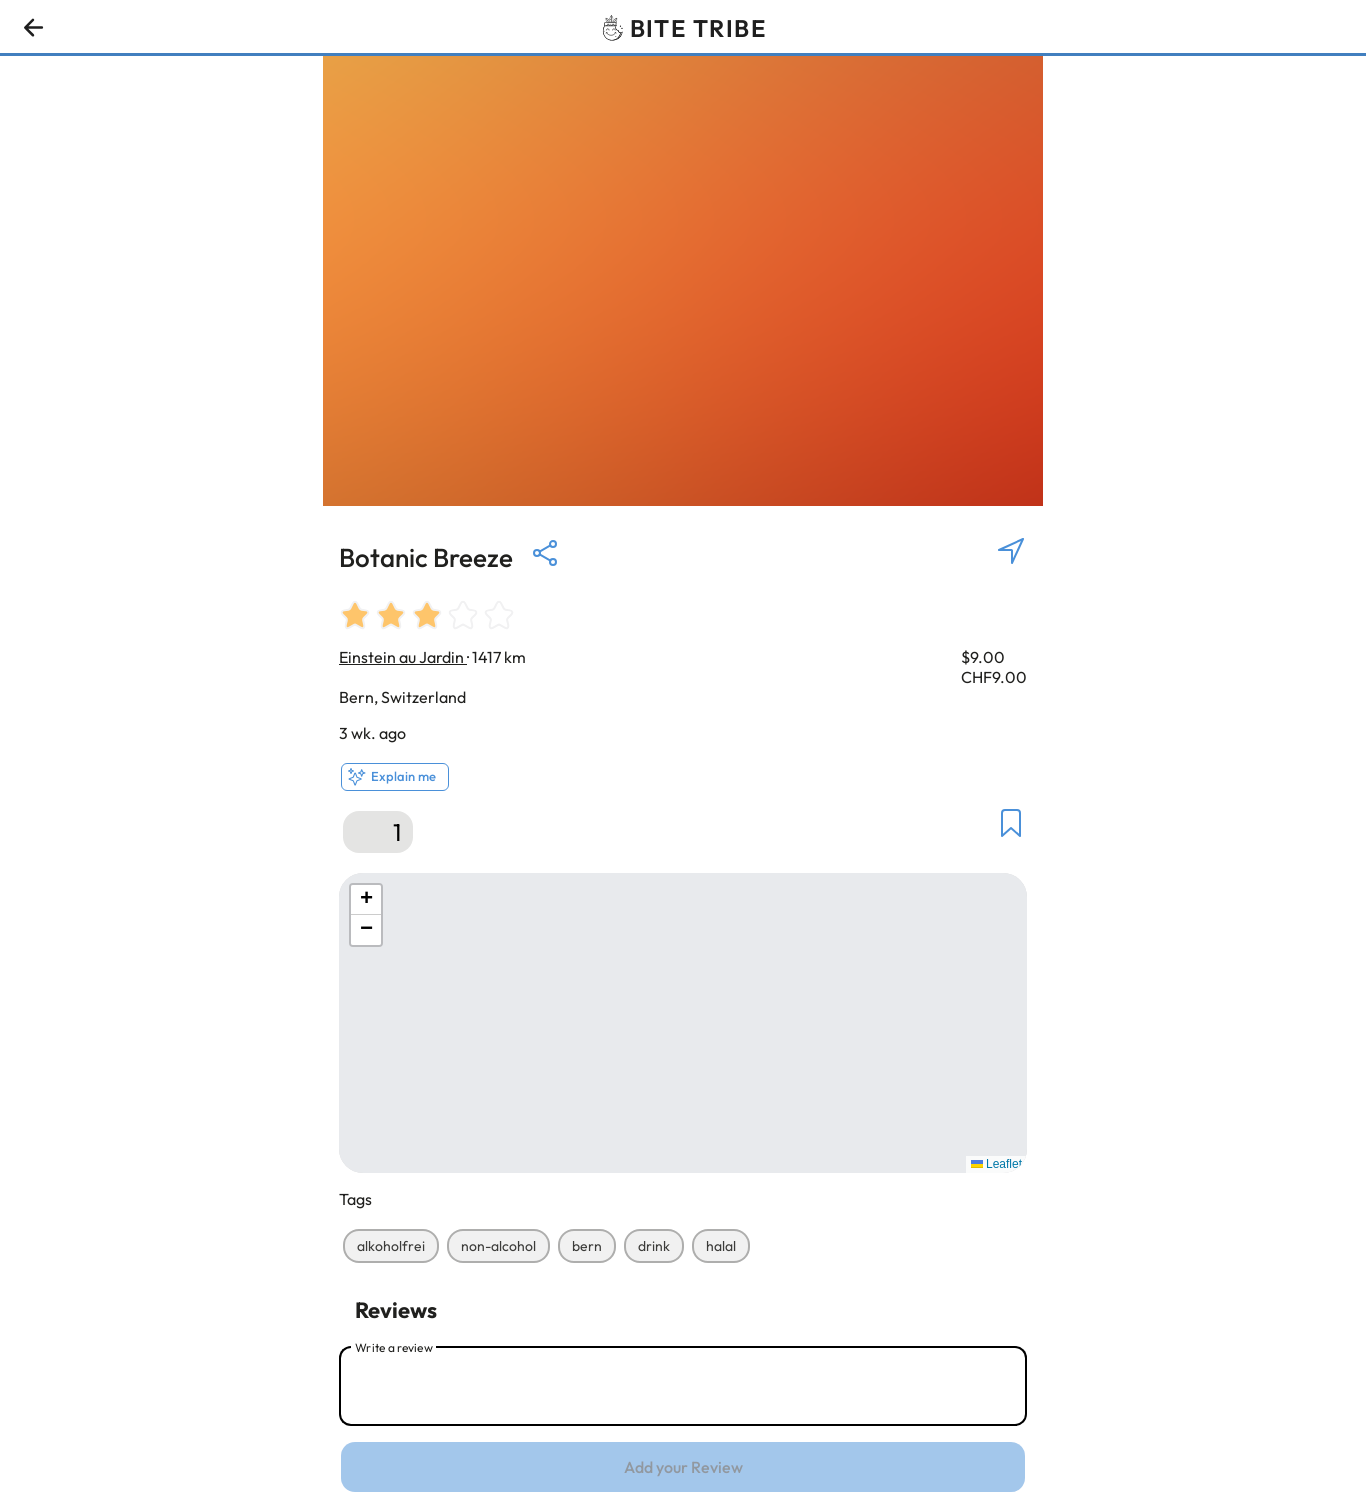 BITE TRIBE
Botanic Breeze
Einstein au Jardin · 1417 km
$9.00
CHF9.00
Bern, Switzerland
3 wk. ago
Explain me
1
+
−
Leaflet
Tags
alkoholfrei
non-alcohol
bern
drink
halal
Reviews
Write a review
Add your Review